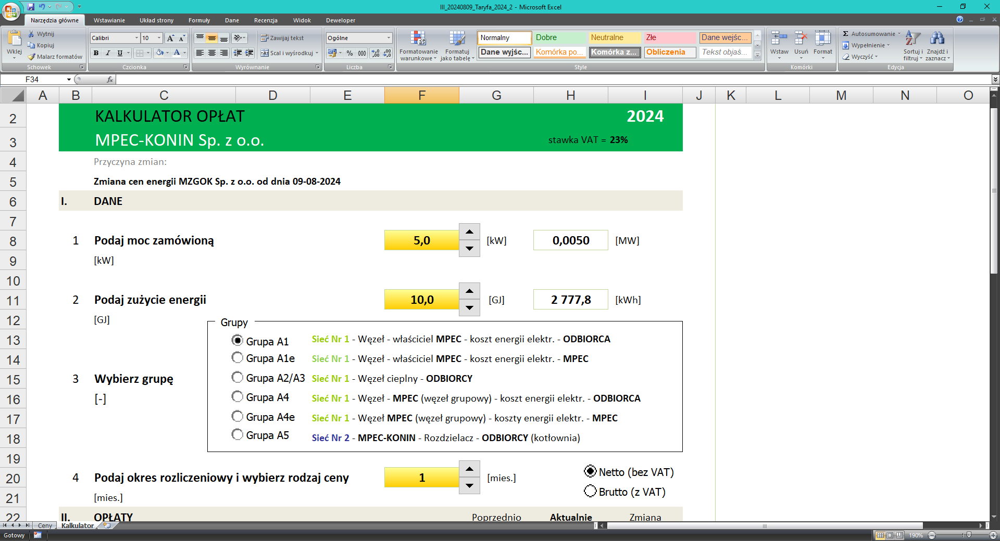 III_20240809_Taryfa_2024_2 - Microsoft Excel
Narzędzia główne Wstawianie Układ strony Formuły Dane Recenzja Widok Deweloper
Wklej Wytnij Kopiuj Malarz formatów
Calibri 10 B I U A
Zawijaj tekst Scal i wyśrodkuj
Ogólne % 000
Formatowanie warunkowe Formatuj jako tabelę
Normalny Dobre Neutralne Złe Dane wejśc...
Dane wyjśc... Komórka po... Komórka z... Obliczenia Tekst objaś...
Wstaw Usuń Format
Autosumowanie Wypełnienie Wyczyść
Sortuj i filtruj Znajdź i zaznacz
Schowek Czcionka Wyrównanie Liczba Style Komórki Edycja
F34 fx
A B C D E F G H I J K L M N O
2 KALKULATOR OPŁAT 2024
3 MPEC-KONIN Sp. z o.o. stawka VAT = 23%
4 Przyczyna zmian:
5 Zmiana cen energii MZGOK Sp. z o.o. od dnia 09-08-2024
6 I. DANE
7
8 1 Podaj moc zamówioną 5,0 [kW] 0,0050 [MW]
9 [kW]
10
11 2 Podaj zużycie energii 10,0 [GJ] 2 777,8 [kWh]
12 [GJ] Grupy
13 Grupa A1 Sieć Nr 1 - Węzeł - właściciel MPEC - koszt energii elektr. - ODBIORCA
14 Grupa A1e Sieć Nr 1 - Węzeł - właściciel MPEC - koszt energii elektr. - MPEC
15 3 Wybierz grupę Grupa A2/A3 Sieć Nr 1 - Węzeł cieplny - ODBIORCY
16 [-] Grupa A4 Sieć Nr 1 - Węzeł - MPEC (węzeł grupowy) - koszt energii elektr. - ODBIORCA
17 Grupa A4e Sieć Nr 1 - Węzeł MPEC (węzeł grupowy) - koszty energii elektr. - MPEC
18 Grupa A5 Sieć Nr 2 - MPEC-KONIN - Rozdzielacz - ODBIORCY (kotłownia)
19
20 4 Podaj okres rozliczeniowy i wybierz rodzaj ceny 1 [mies.] Netto (bez VAT)
21 [mies.] Brutto (z VAT)
22 II. OPŁATY Poprzednio Aktualnie Zmiana
Ceny Kalkulator
Gotowy 190%